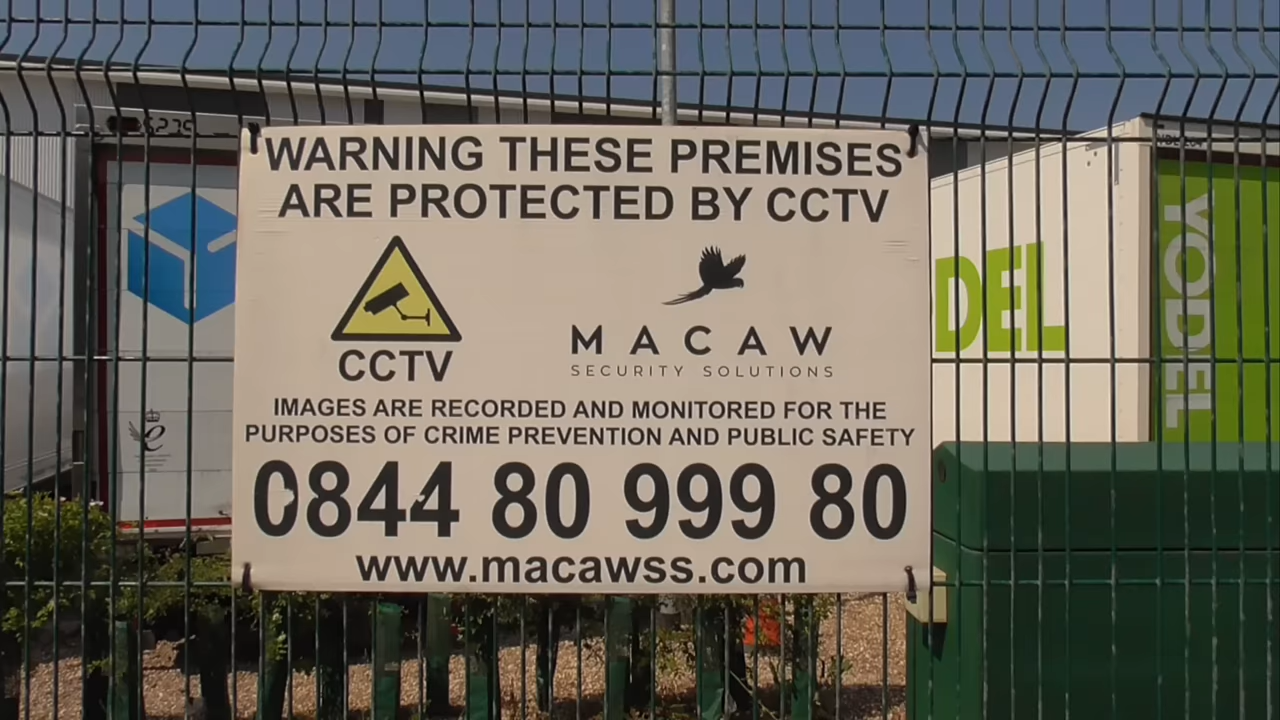 WARNING THESE PREMISES
ARE PROTECTED BY CCTV
CCTV
MACAW
SECURITY SOLUTIONS
IMAGES ARE RECORDED AND MONITORED FOR THE
PURPOSES OF CRIME PREVENTION AND PUBLIC SAFETY
0844 80 999 80
www.macawss.com
DEL
YODEL